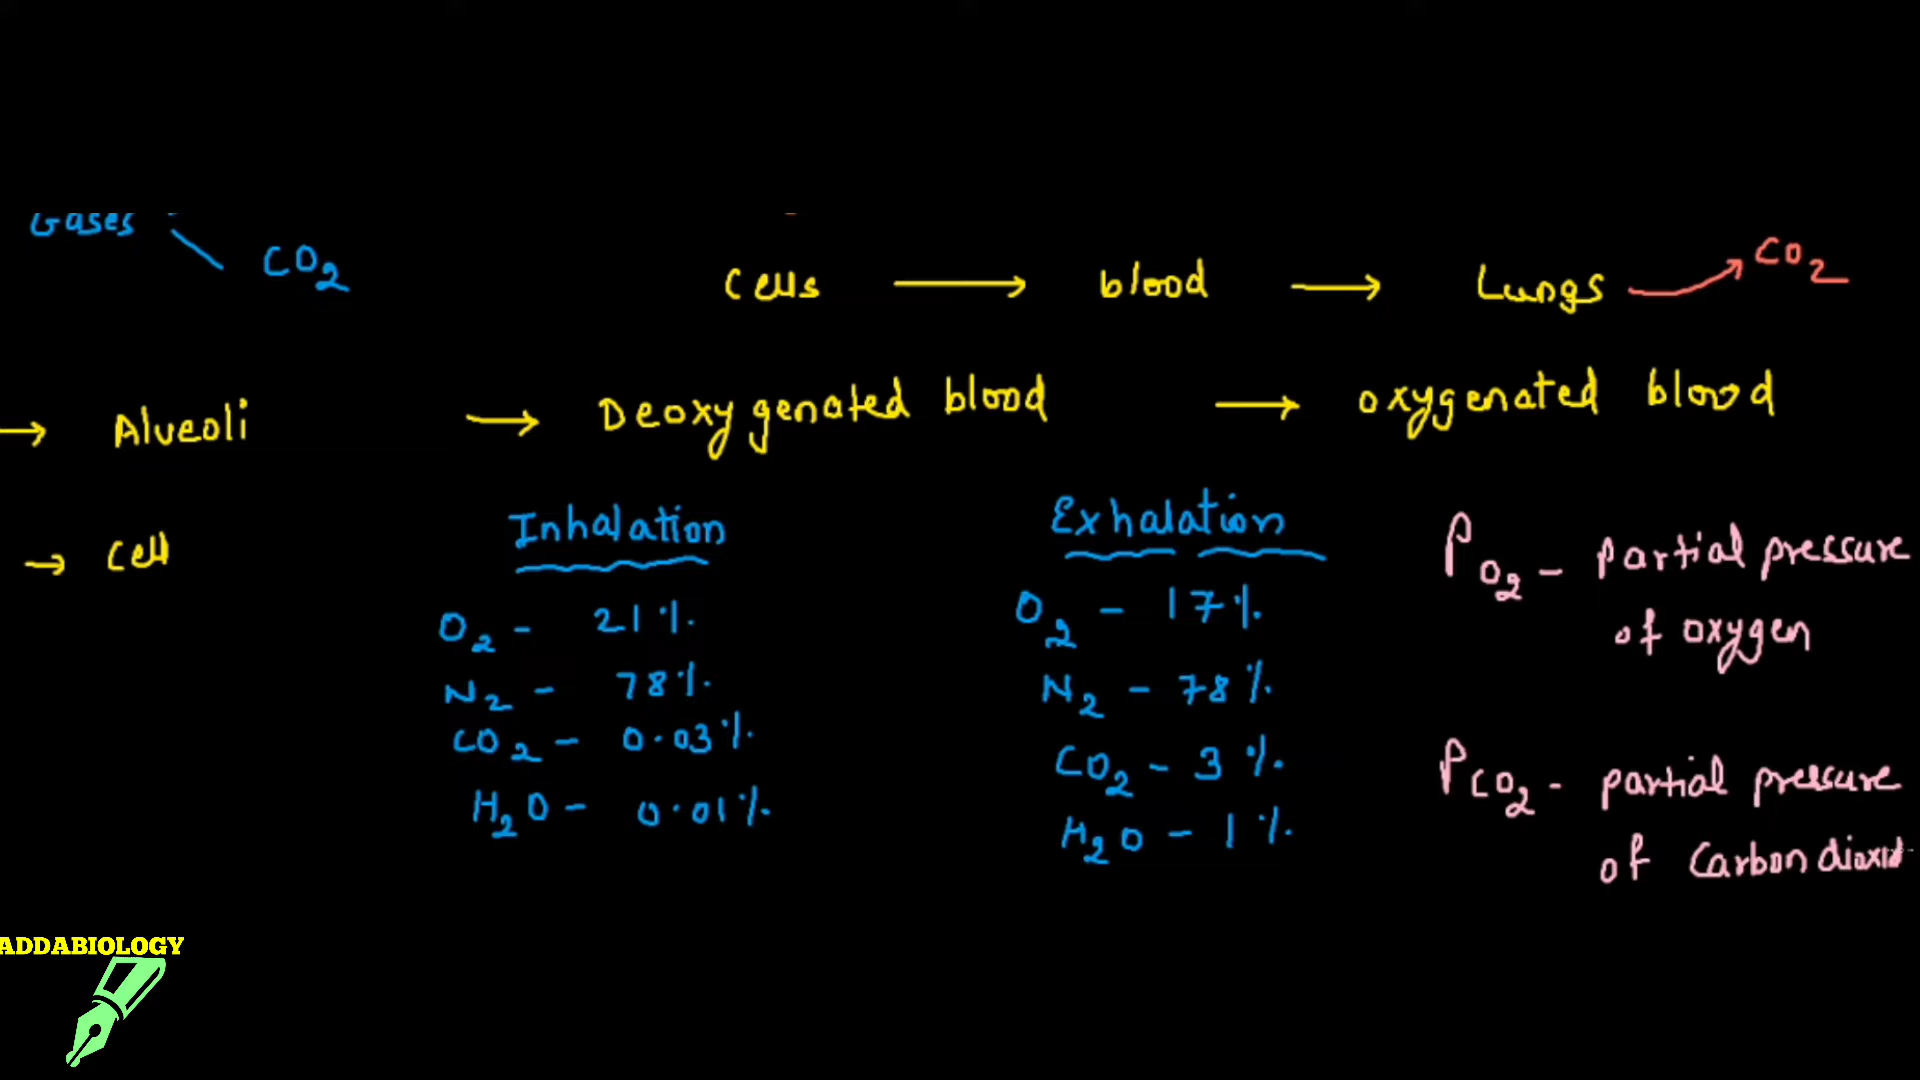 Gases
CO2
Cells → blood → Lungs → CO2
→ Alveoli → Deoxygenated blood → oxygenated blood
→ cell
Inhalation
O2 - 21%
N2 - 78%
CO2 - 0.03%
H2O - 0.01%
Exhalation
O2 - 17%
N2 - 78%
CO2 - 3%
H2O - 1%
PO2 - partial pressure
of oxygen
PCO2 - partial pressure
of Carbondioxid
ADDABIOLOGY